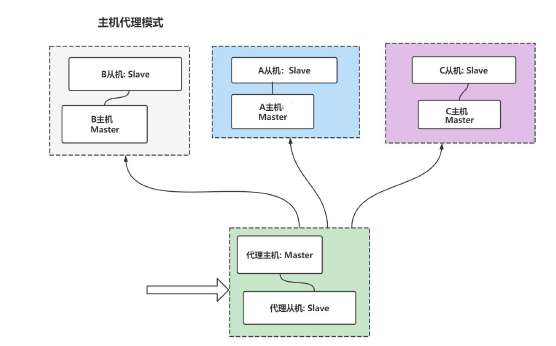 主机代理模式
B从机: Slave
B主机
Master
A从机：Slave
A主机:
Master
C从机: Slave
C主机
Master
代理主机: Master
代理从机: Slave